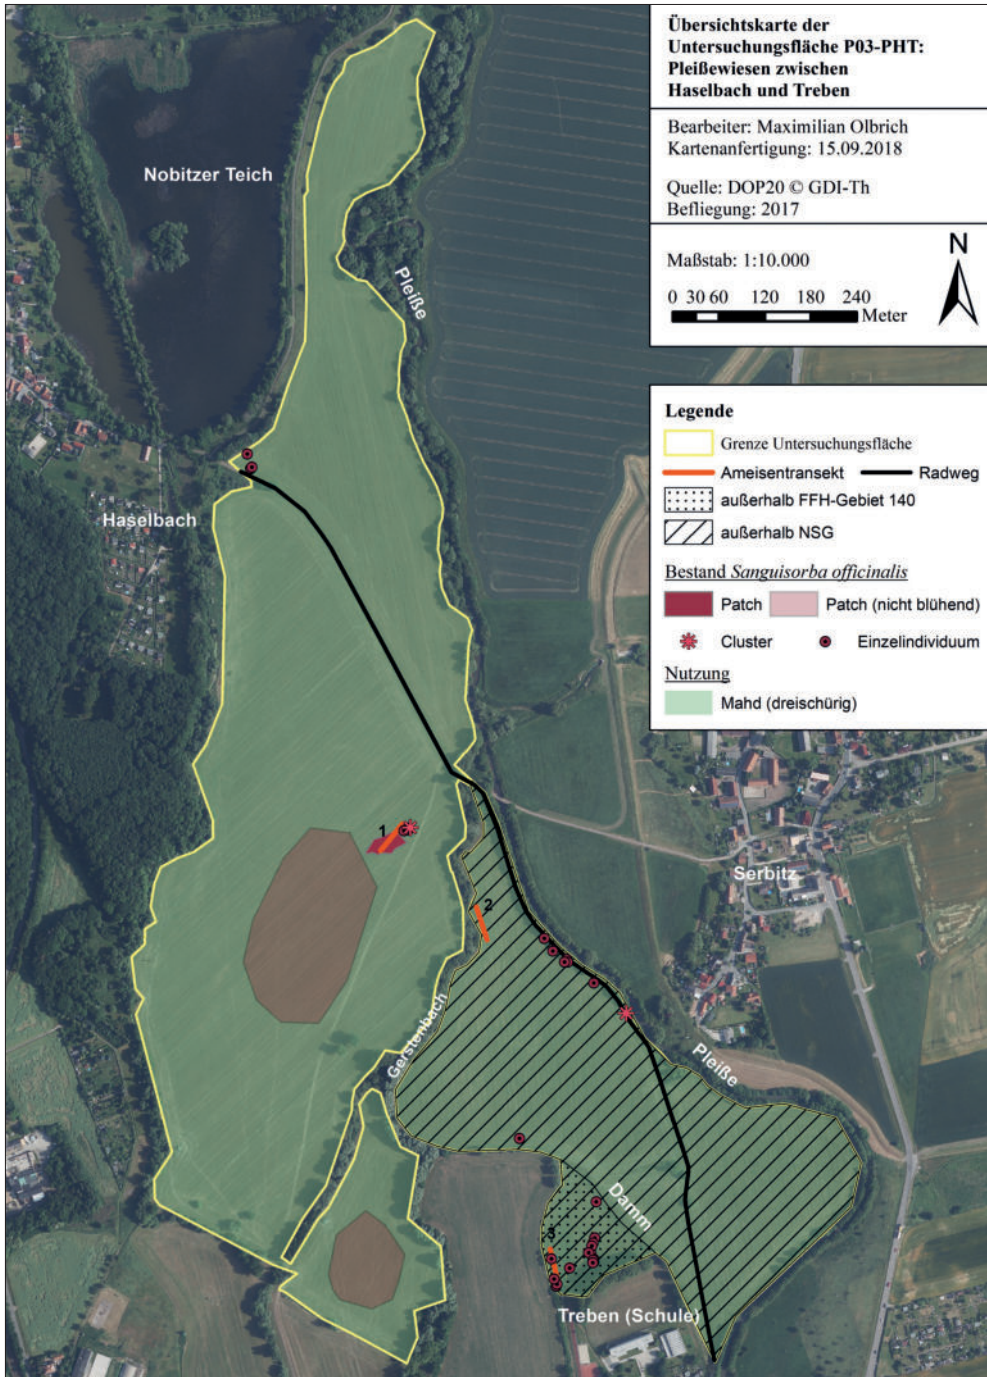 Übersichtskarte der
Untersuchungsfläche P03-PHT:
Pleißewiesen zwischen
Haselbach und Treben
Bearbeiter: Maximilian Olbrich
Kartenanfertigung: 15.09.2018
Quelle: DOP20 © GDI-Th
Befliegung: 2017
Maßstab: 1:10.000
N
0 30 60 120 180 240
Meter
Legende
Grenze Untersuchungsfläche
Ameisentransekt
Radweg
außerhalb FFH-Gebiet 140
außerhalb NSG
Bestand Sanguisorba officinalis
Patch
Patch (nicht blühend)
Cluster
Einzelindividuum
Nutzung
Mahd (dreischürig)
Nobitzer Teich
Pleiße
Haselbach
1
2
Serbitz
Gerstenbach
Pleiße
Damm
3
Treben (Schule)